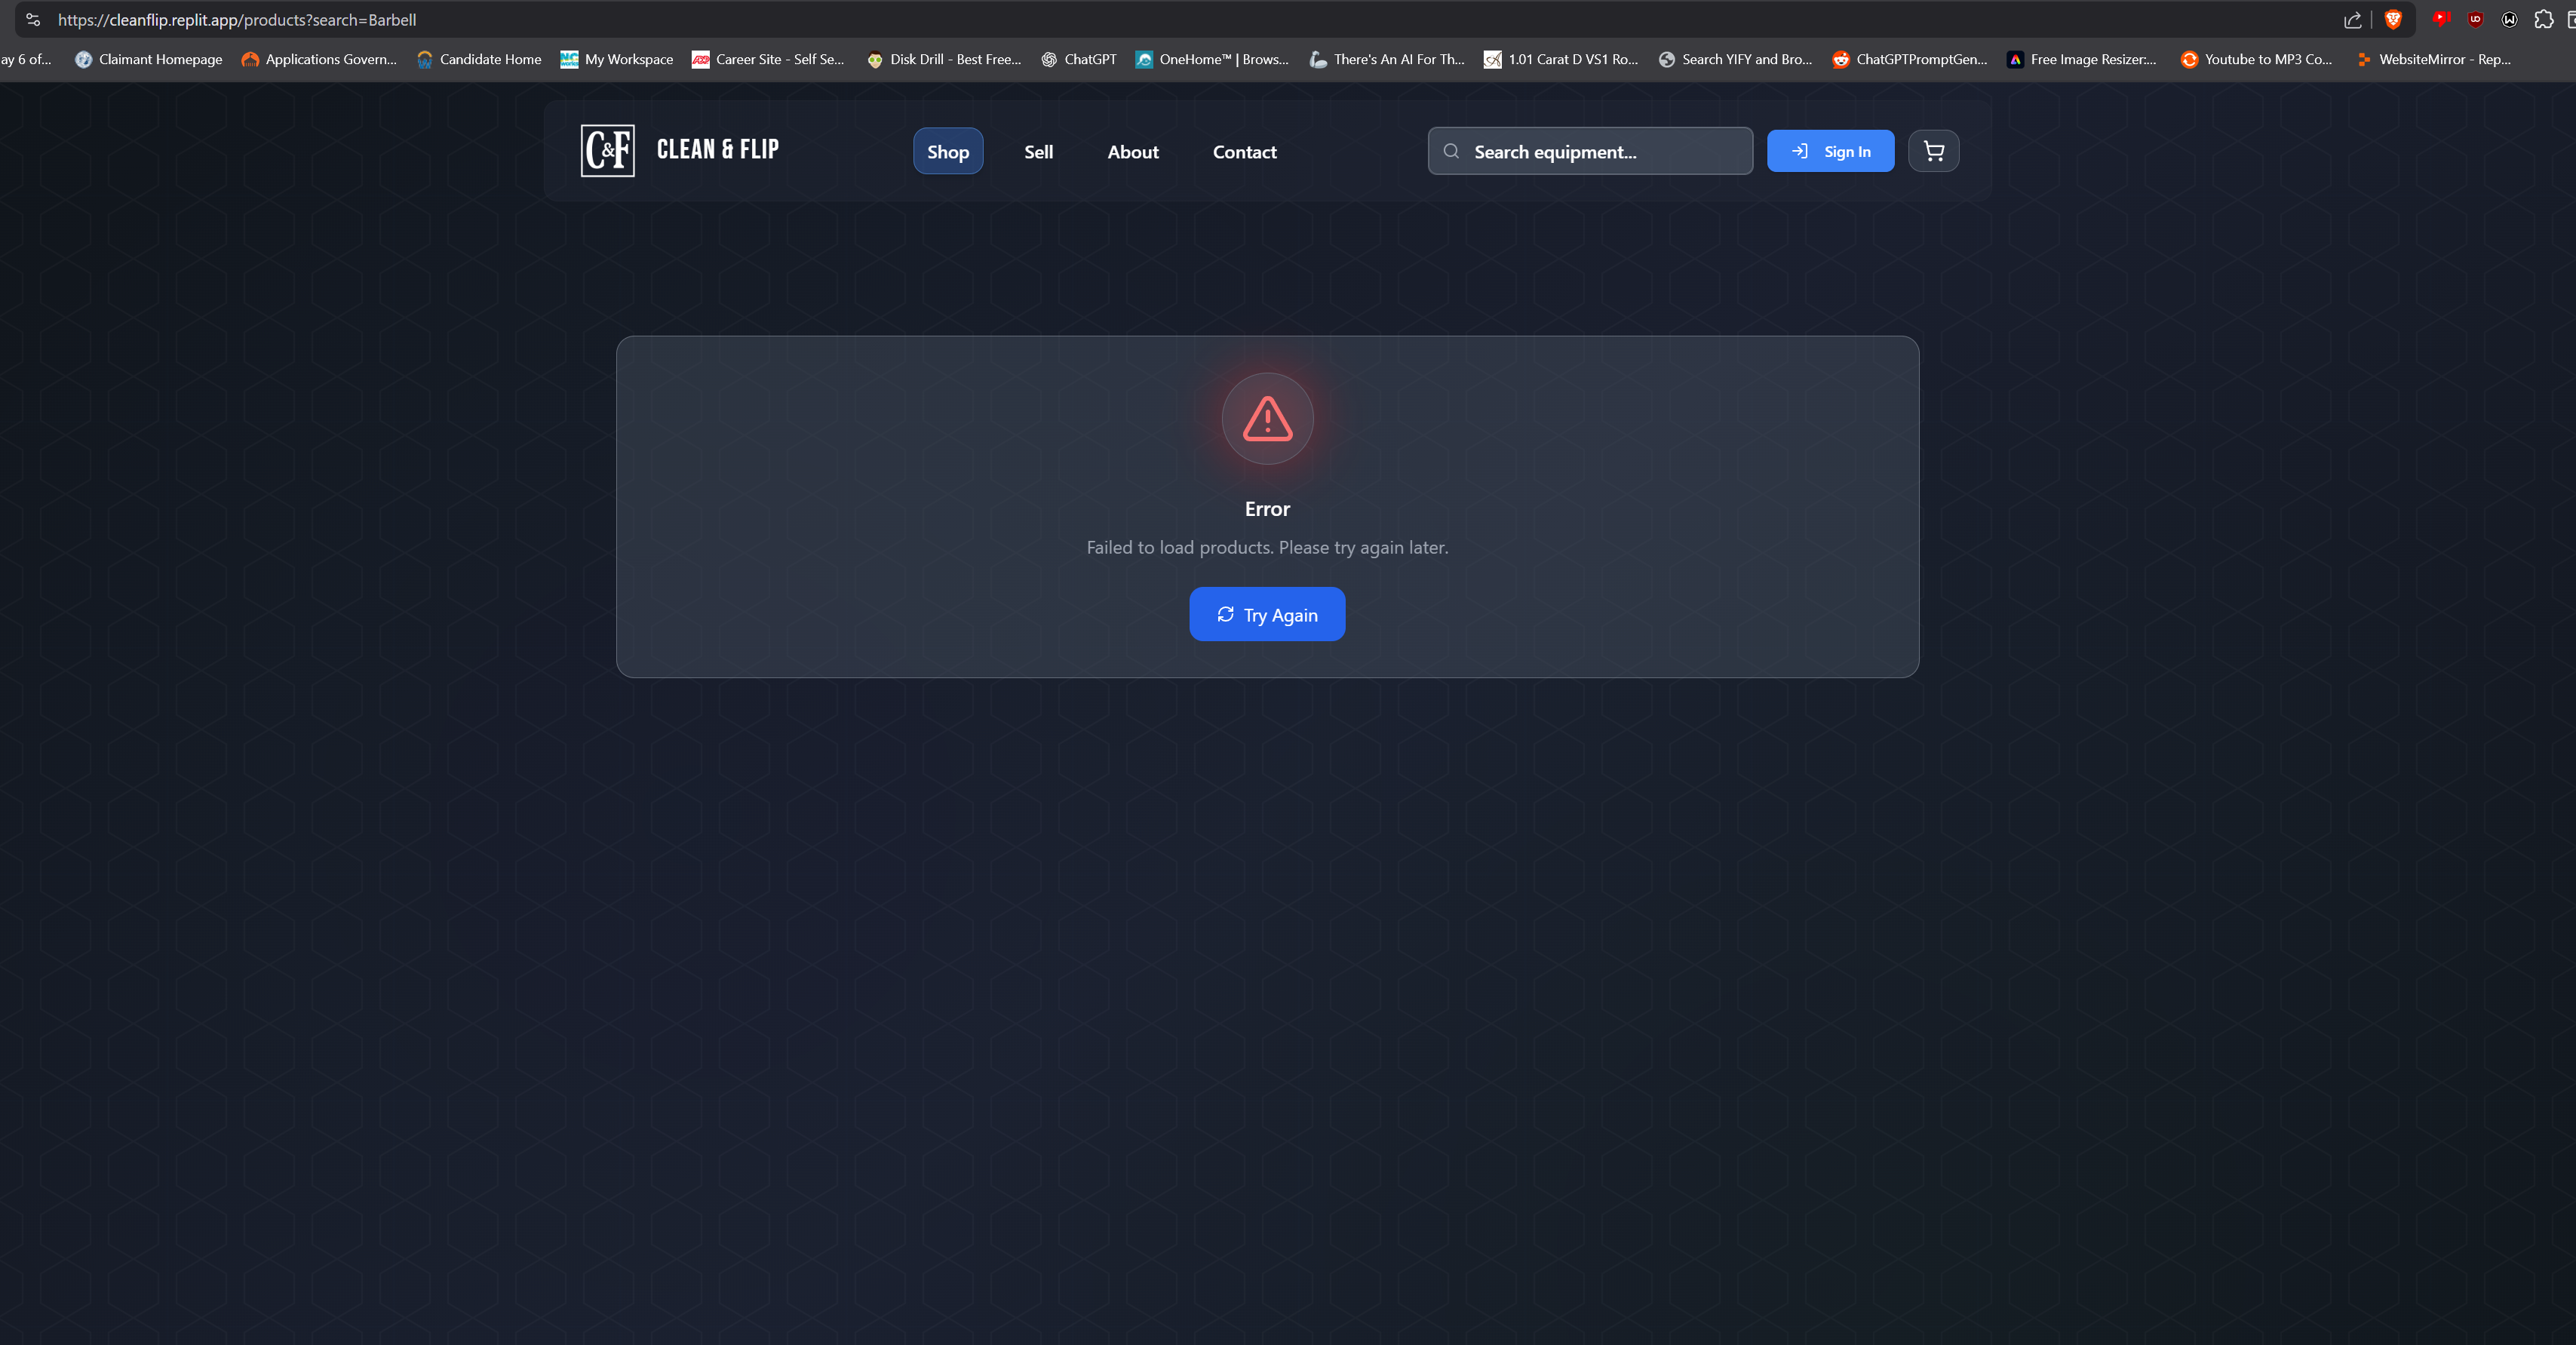 https://cleanflip.replit.app/products?search=Barbell
ay 6 of... Claimant Homepage Applications Govern... Candidate Home My Workspace Career Site - Self Se... Disk Drill - Best Free... ChatGPT OneHome™ | Brows... There's An AI For Th... 1.01 Carat D VS1 Ro... Search YIFY and Bro... ChatGPTPromptGen... Free Image Resizer:... Youtube to MP3 Co... WebsiteMirror - Rep...
C&F CLEAN & FLIP Shop Sell About Contact Search equipment... Sign In
Error
Failed to load products. Please try again later.
Try Again